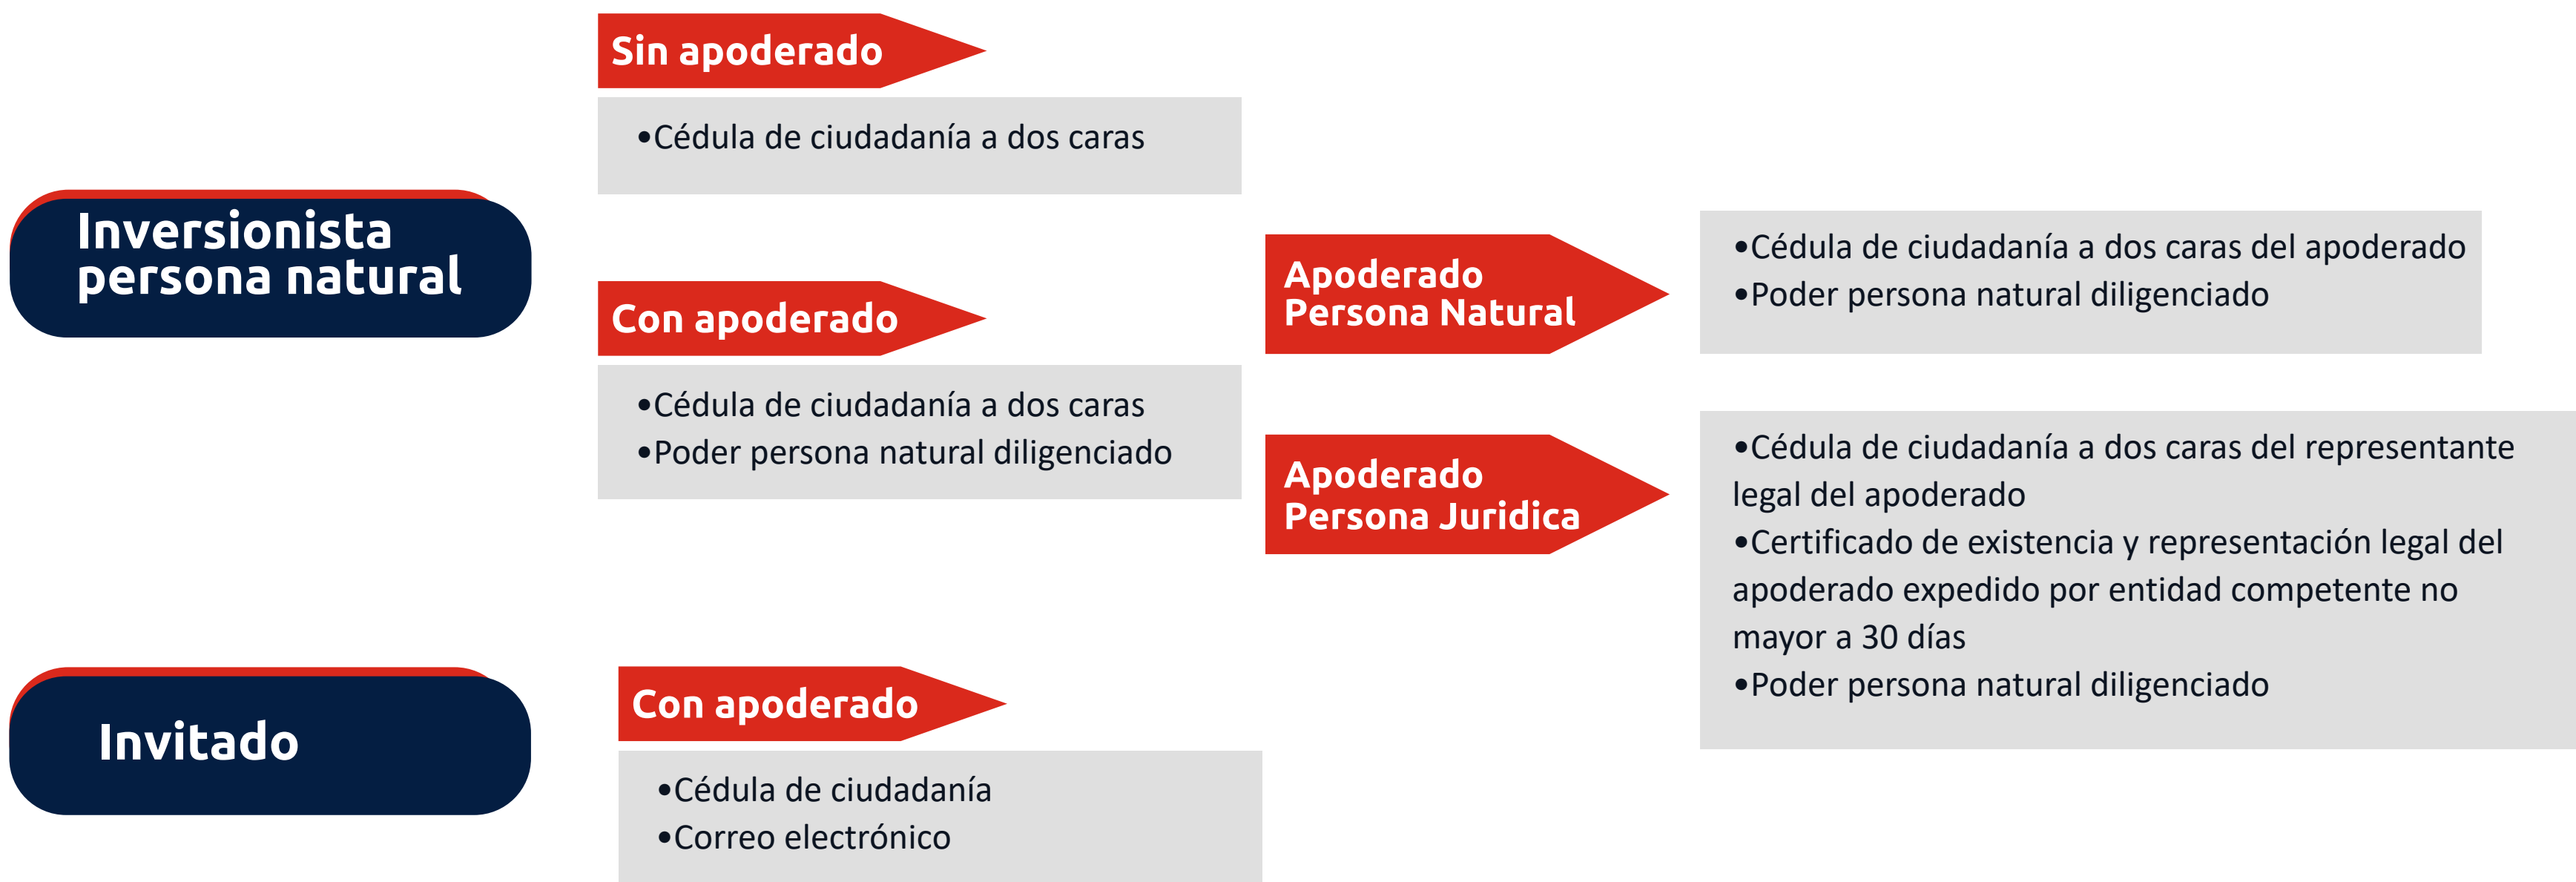 Inversionista
persona natural
Sin apoderado
•Cédula de ciudadanía a dos caras
Con apoderado
•Cédula de ciudadanía a dos caras
•Poder persona natural diligenciado
Apoderado
Persona Natural
•Cédula de ciudadanía a dos caras del apoderado
•Poder persona natural diligenciado
Apoderado
Persona Juridica
•Cédula de ciudadanía a dos caras del representante
legal del apoderado
•Certificado de existencia y representación legal del
apoderado expedido por entidad competente no
mayor a 30 días
•Poder persona natural diligenciado
Invitado
Con apoderado
•Cédula de ciudadanía
•Correo electrónico